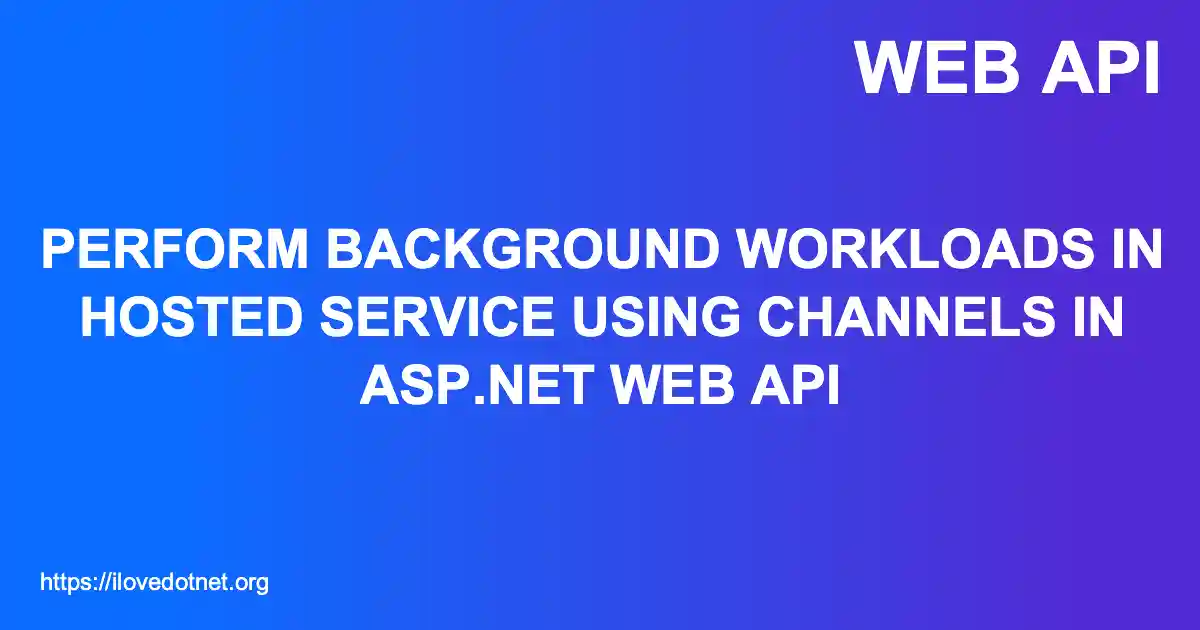 WEB API
PERFORM BACKGROUND WORKLOADS IN
HOSTED SERVICE USING CHANNELS IN
ASP.NET WEB API
https://ilovedotnet.org